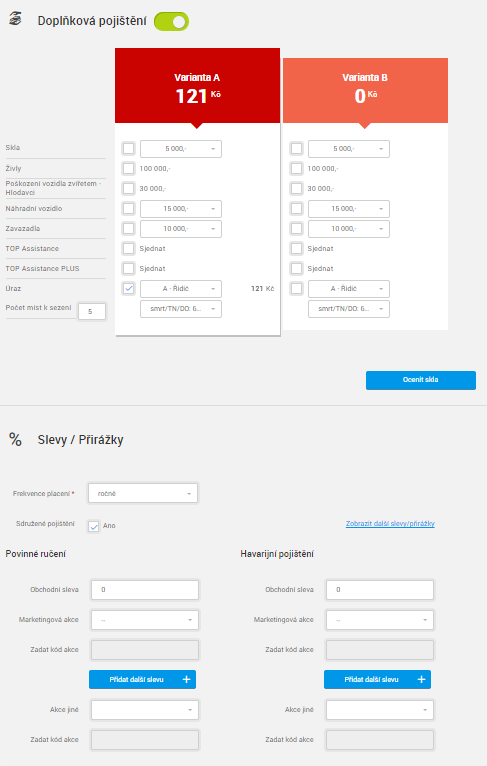 Doplňková pojištění
Varianta A
121 Kč
Varianta B
0 Kč
Skla 5 000,- 5 000,-
Živly 100 000,- 100 000,-
Poškození vozidla zvířetem -
Hlodavci 30 000,- 30 000,-
Náhradní vozidlo 15 000,- 15 000,-
Zavazadla 10 000,- 10 000,-
TOP Assistance Sjednat Sjednat
TOP Assistance PLUS Sjednat Sjednat
Úraz A - Řidič 121 Kč A - Řidič
Počet míst k sezení 5 smrt/TN/DO: 6... smrt/TN/DO: 6...
Ocenit skla
% Slevy / Přirážky
Frekvence placení * ročně
Sdružené pojištění Ano Zobrazit další slevy/přirážky
Povinné ručení Havarijní pojištění
Obchodní sleva 0 Obchodní sleva 0
Marketingová akce -- Marketingová akce --
Zadat kód akce Zadat kód akce
Přidat další slevu + Přidat další slevu +
Akce jiné Akce jiné
Zadat kód akce Zadat kód akce